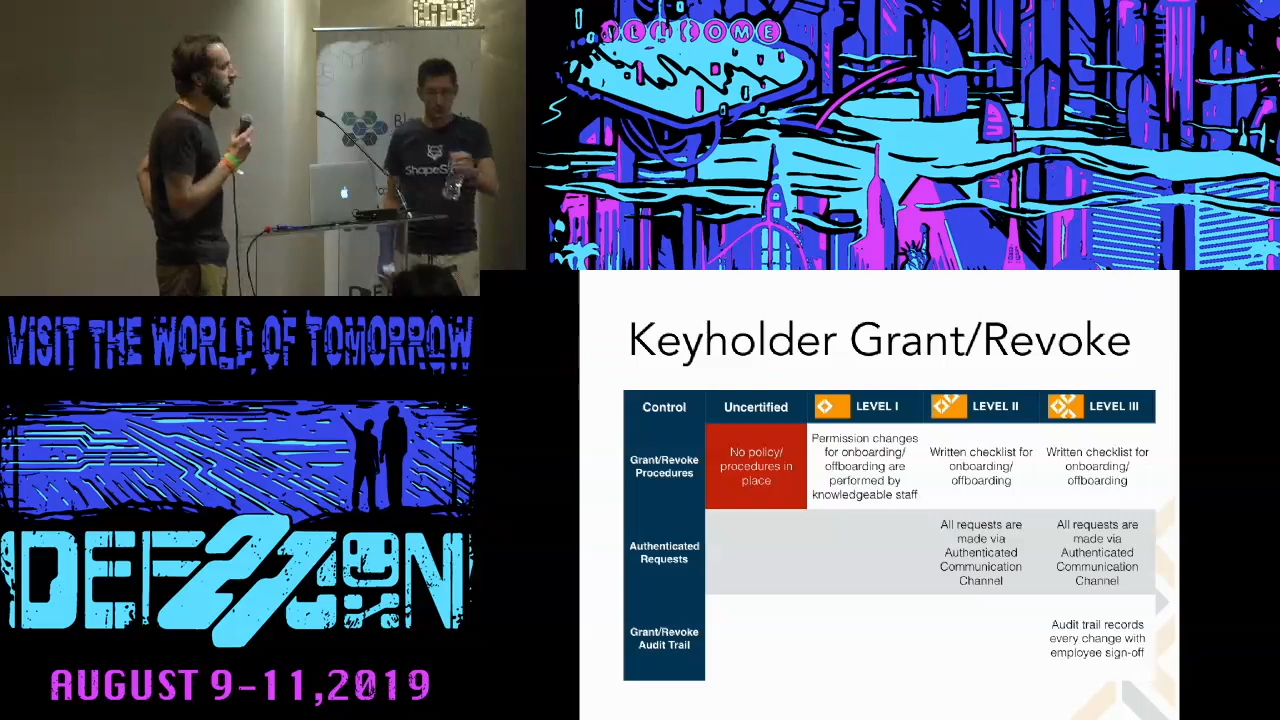 WELCOME
ShapeS
VISIT THE WORLD OF TOMORROW
DEFCON
27
AUGUST 9-11,2019
Keyholder Grant/Revoke
Control
Uncertified
LEVEL I
LEVEL II
LEVEL III
Grant/Revoke
Procedures
No policy/
procedures in
place
Permission changes
for onboarding/
offboarding are
performed by
knowledgeable staff
Written checklist for
onboarding/
offboarding
Written checklist for
onboarding/
offboarding
Authenticated
Requests
All requests are
made via
Authenticated
Communication
Channel
All requests are
made via
Authenticated
Communication
Channel
Grant/Revoke
Audit Trail
Audit trail records
every change with
employee sign-off